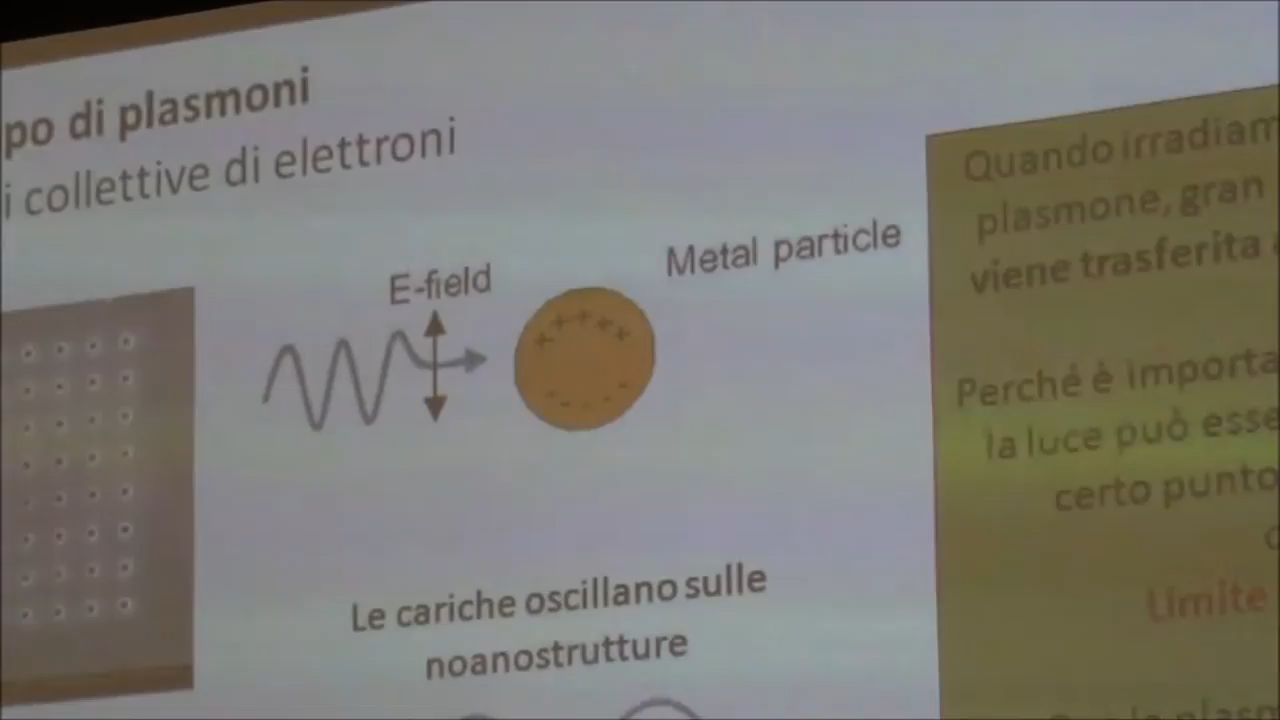 po di plasmoni
i collettive di elettroni
E-field
Metal particle
Le cariche oscillano sulle
noanostrutture
Quando irradiam
plasmone, gran
viene trasferita
Perché è importa
la luce può esse
certo punto
Limite